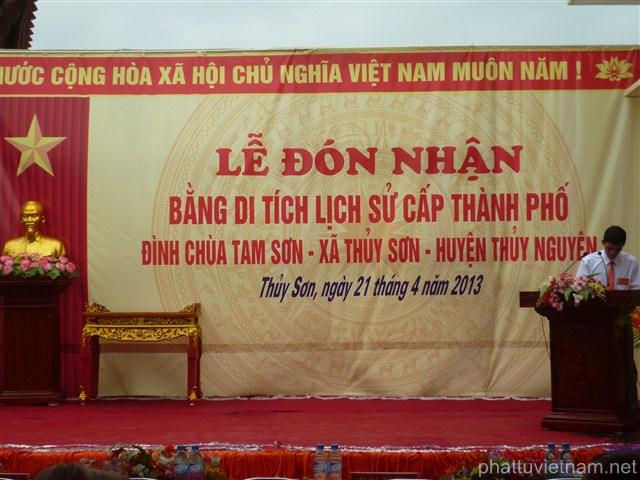 NƯỚC CỘNG HÒA XÃ HỘI CHỦ NGHĨA VIỆT NAM MUÔN NĂM !
LỄ ĐÓN NHẬN
BẰNG DI TÍCH LỊCH SỬ CẤP THÀNH PHỐ
ĐÌNH CHÙA TAM SƠN - XÃ THỦY SƠN - HUYỆN THỦY NGUYÊN
Thủy Sơn, ngày 21 tháng 4 năm 2013
phattuvietnam.net